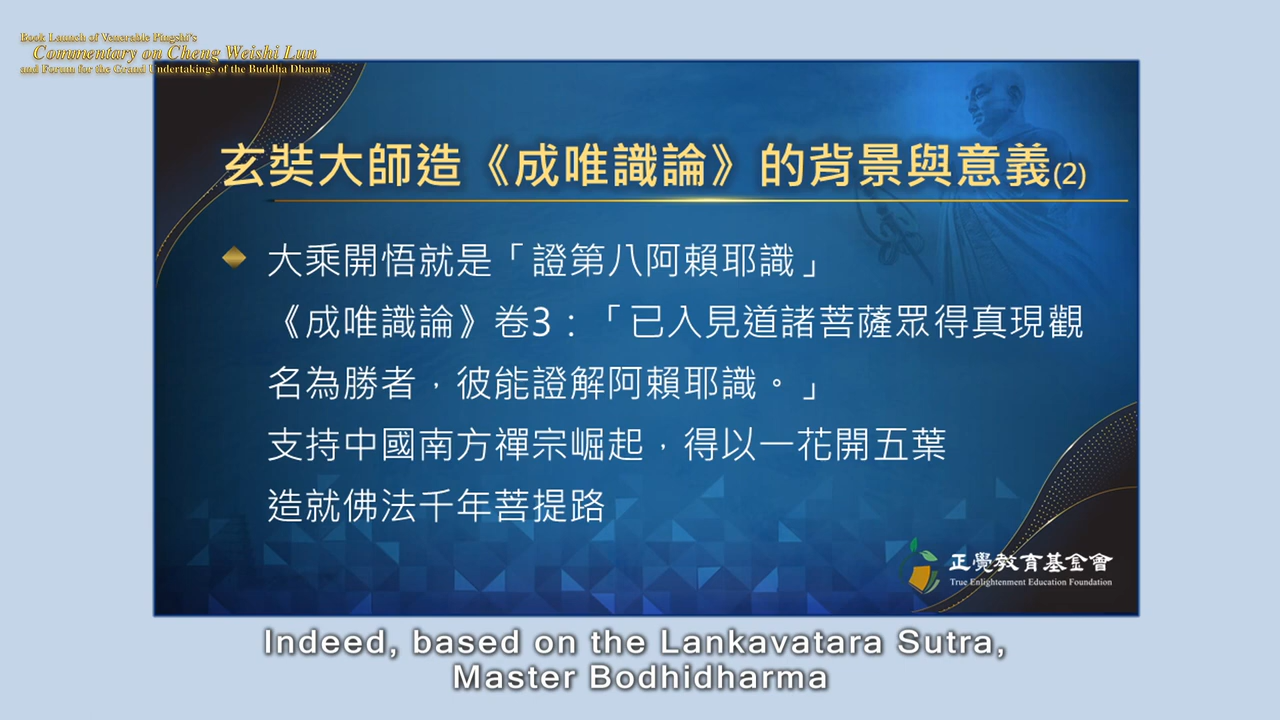 Book Launch of Venerable Pingshi's
Commentary on Cheng Weishi Lun
and Forum for the Grand Undertakings of the Buddha Dharma
玄奘大師造《成唯識論》的背景與意義(2)
大乘開悟就是「證第八阿賴耶識」
《成唯識論》卷3：「已入見道諸菩薩眾得真現觀
名為勝者，彼能證解阿賴耶識。」
支持中國南方禪宗崛起，得以一花開五葉
造就佛法千年菩提路
正覺教育基金會
True Enlightenment Education Foundation
Indeed, based on the Lankavatara Sutra,
Master Bodhidharma